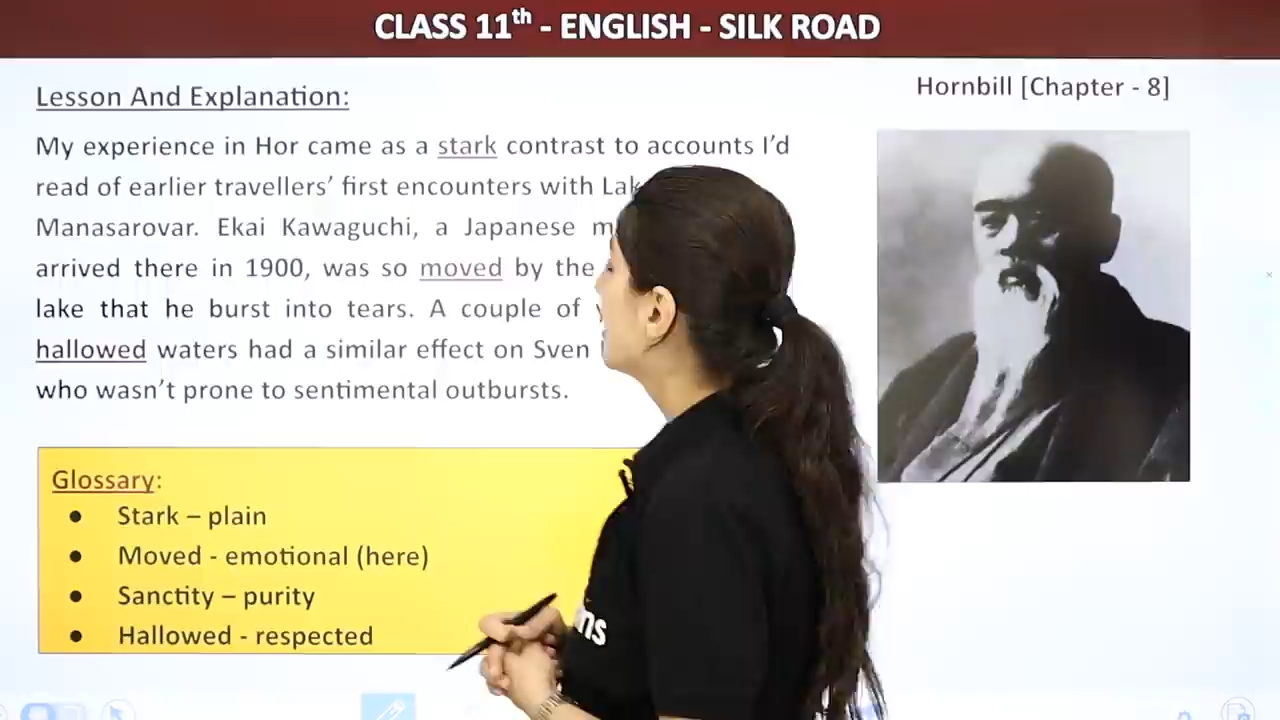 CLASS 11th - ENGLISH - SILK ROAD
Hornbill [Chapter - 8]
Lesson And Explanation:
My experience in Hor came as a stark contrast to accounts I’d
read of earlier travellers’ first encounters with
Manasarovar. Ekai Kawaguchi, a Japanese
arrived there in 1900, was so moved by the
lake that he burst into tears. A couple of
hallowed waters had a similar effect on Sven
who wasn’t prone to sentimental outbursts.
Glossary:
● Stark – plain
● Moved - emotional (here)
● Sanctity – purity
● Hallowed - respected